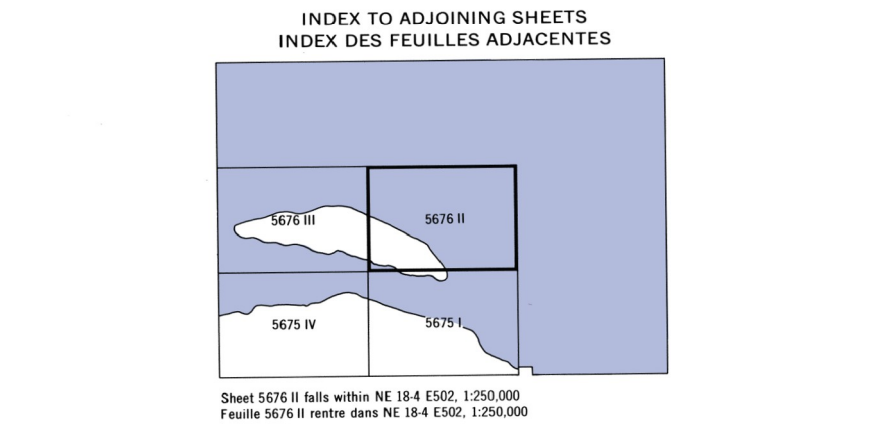 INDEX TO ADJOINING SHEETS
INDEX DES FEUILLES ADJACENTES
5676 III
5676 II
5675 IV
5675 I
Sheet 5676 II falls within NE 18-4 E502, 1:250,000
Feuille 5676 II rentre dans NE 18-4 E502, 1:250,000